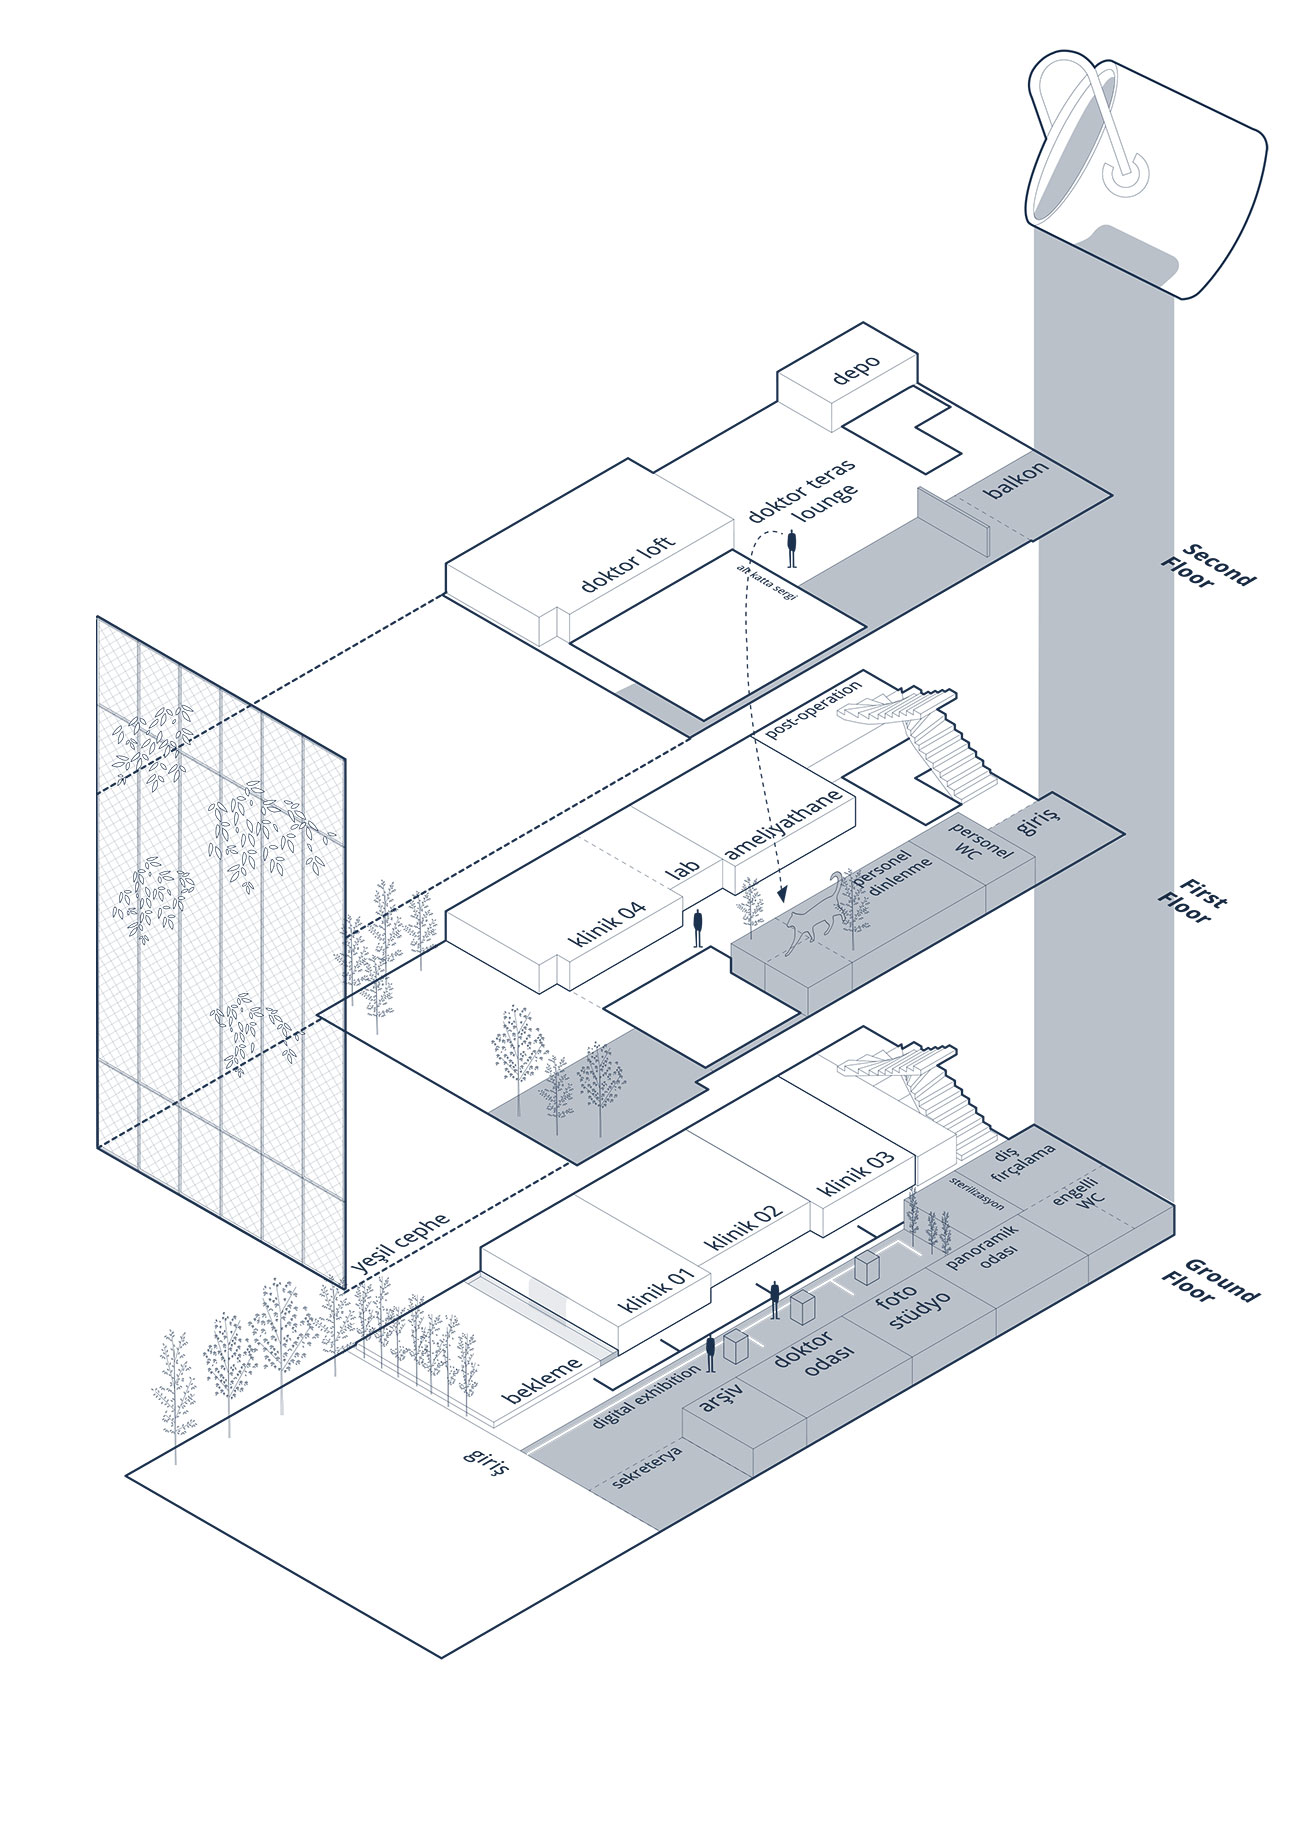 depo
balkon
doktor teras
lounge
doktor loft
alt katta sergi
Second
Floor
post-operation
ameliyathane
lab
klinik 04
giriş
personel
WC
personel
dinlenme
First
Floor
diş
fırçalama
sterilizasyon
engelli
WC
panoramik
odası
klinik 03
klinik 02
klinik 01
foto
stüdyo
doktor
odası
arşiv
digital exhibition
sekreterya
bekleme
yeşil cephe
giriş
Ground
Floor